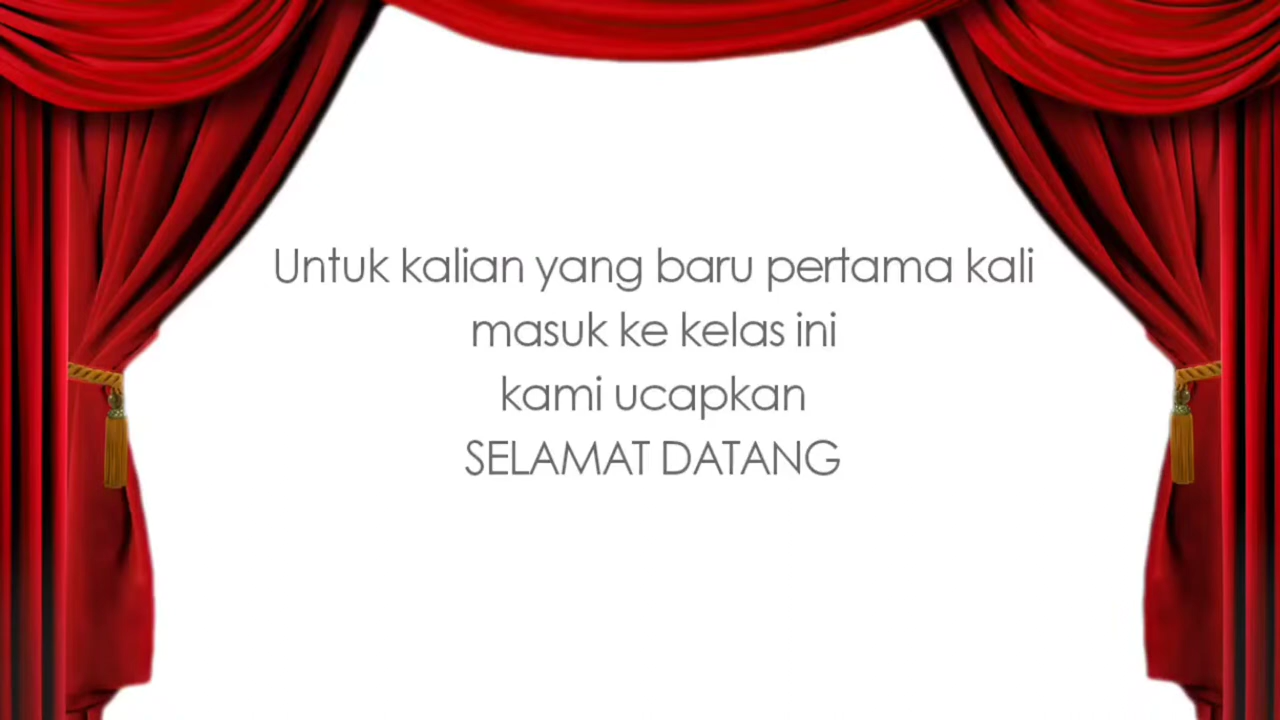 Untuk kalian yang baru pertama kali
masuk ke kelas ini
kami ucapkan
SELAMAT DATANG